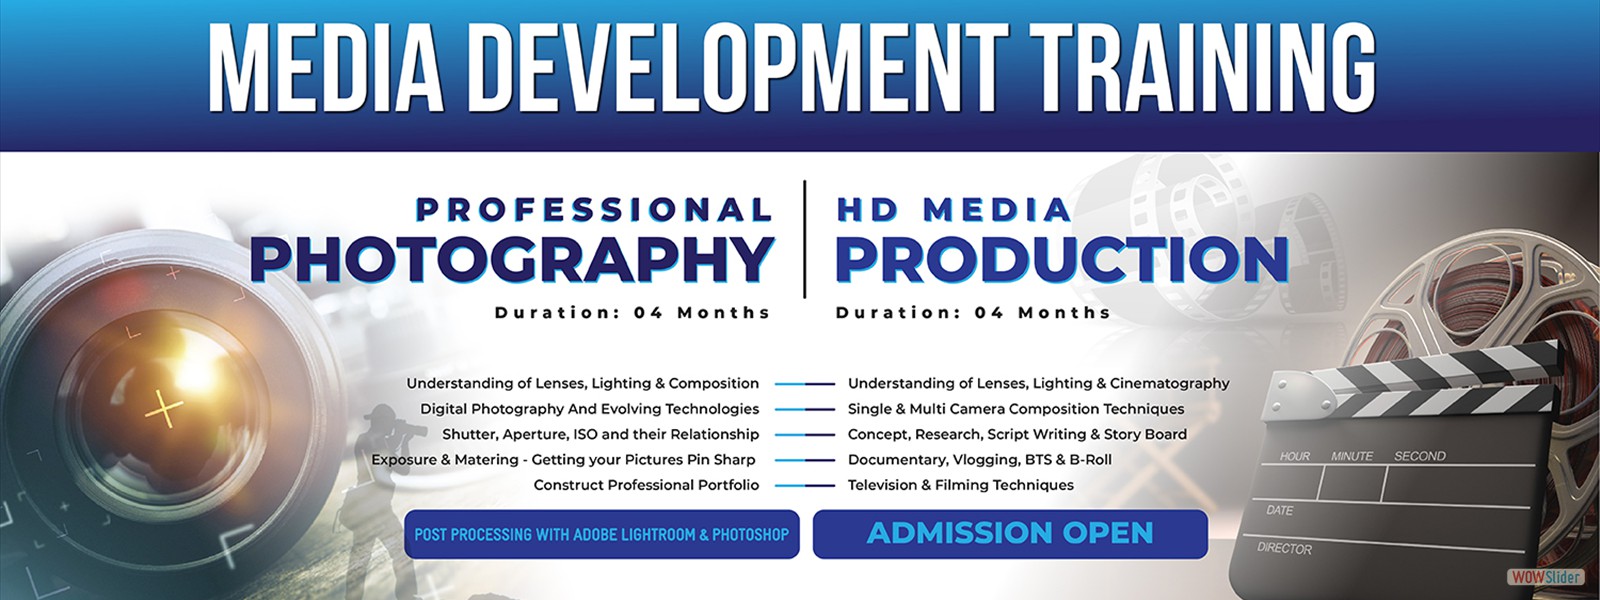 MEDIA DEVELOPMENT TRAINING
PROFESSIONAL
PHOTOGRAPHY
Duration: 04 Months
Understanding of Lenses, Lighting & Composition
Digital Photography And Evolving Technologies
Shutter, Aperture, ISO and their Relationship
Exposure & Matering - Getting your Pictures Pin Sharp
Construct Professional Portfolio
POST PROCESSING WITH ADOBE LIGHTROOM & PHOTOSHOP
HD MEDIA
PRODUCTION
Duration: 04 Months
Understanding of Lenses, Lighting & Cinematography
Single & Multi Camera Composition Techniques
Concept, Research, Script Writing & Story Board
Documentary, Vlogging, BTS & B-Roll
Television & Filming Techniques
ADMISSION OPEN
HOUR MINUTE SECOND
DATE
DIRECTOR
WOWSlider